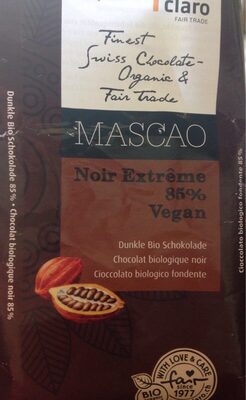 claro
FAIR TRADE
Finest
Swiss Chocolate-
Organic &
Fair Trade
MASCAO
Noir Extrême
85%
Vegan
Dunkle Bio Schokolade
Chocolat biologique noir
Cioccolato biologico fondente
Dunkle Bio Schokolade 85% • Chocolat biologique noir 85%
Cioccolato biologico fondente
WITH LOVE & CARE
fair
since
1977
BIO